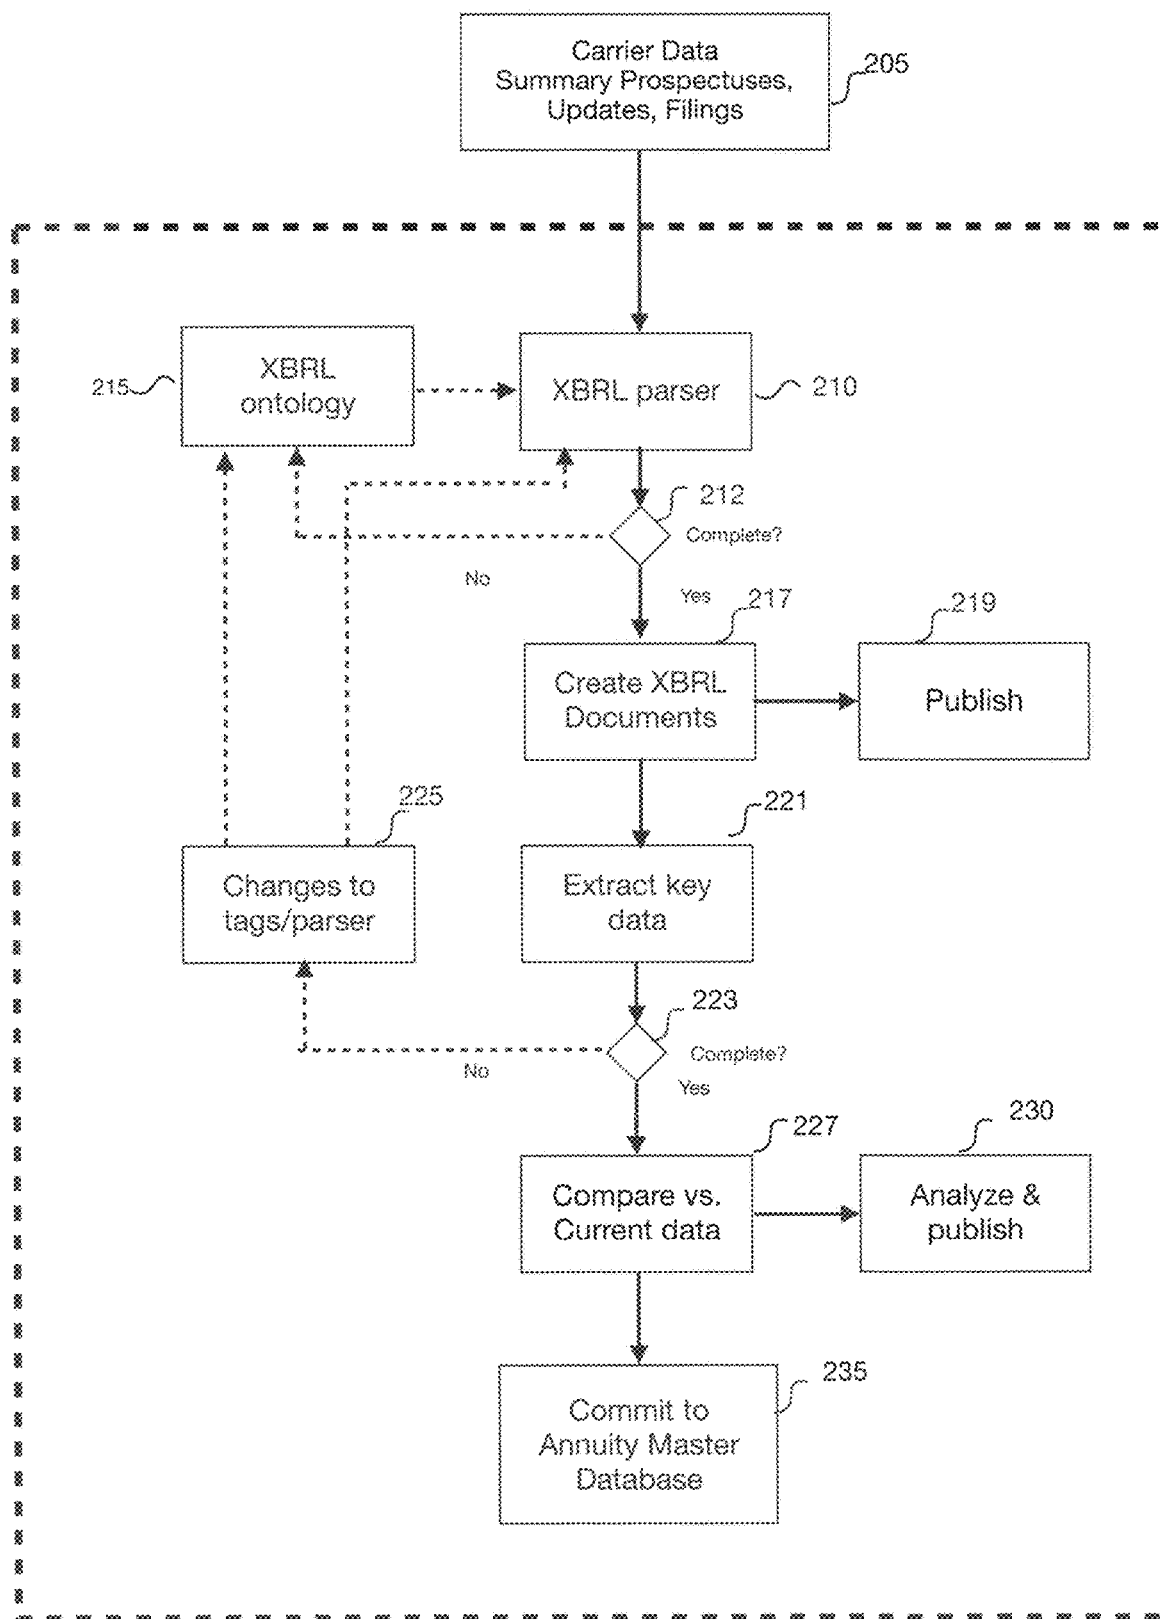 Carrier Data
Summary Prospectuses,
Updates, Filings
205
XBRL
ontology
215
XBRL parser
210
212
Complete?
No
Yes
217
219
Create XBRL
Documents
Publish
225
221
Changes to
tags/parser
Extract key
data
223
Complete?
No
Yes
227
230
Compare vs.
Current data
Analyze &
publish
235
Commit to
Annuity Master
Database